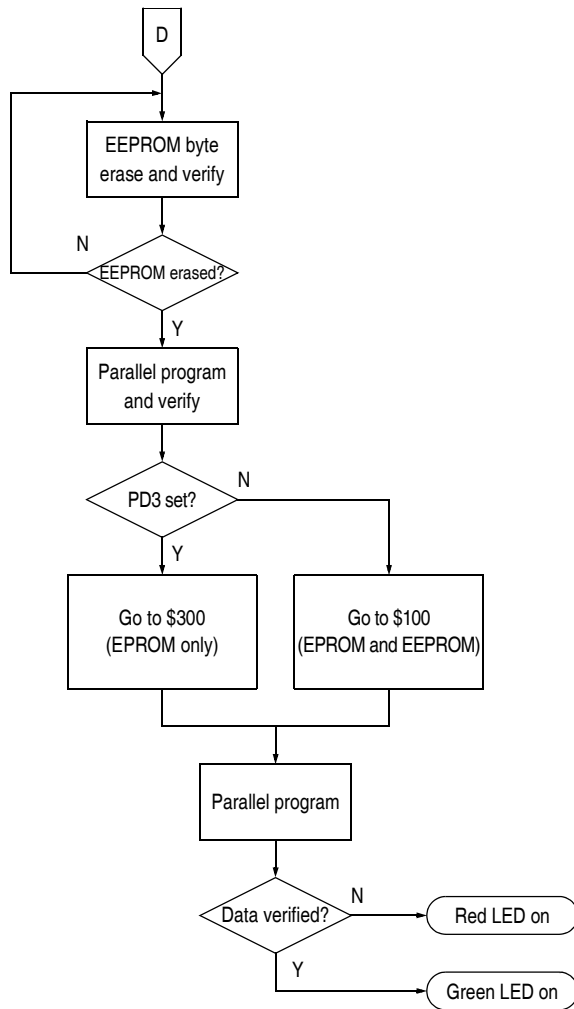 D
EEPROM byte
erase and verify
N
EEPROM erased?
Y
Parallel program
and verify
N
PD3 set?
Y
Go to $300
(EPROM only)
Go to $100
(EPROM and EEPROM)
Parallel program
Data verified?
N
Red LED on
Y
Green LED on